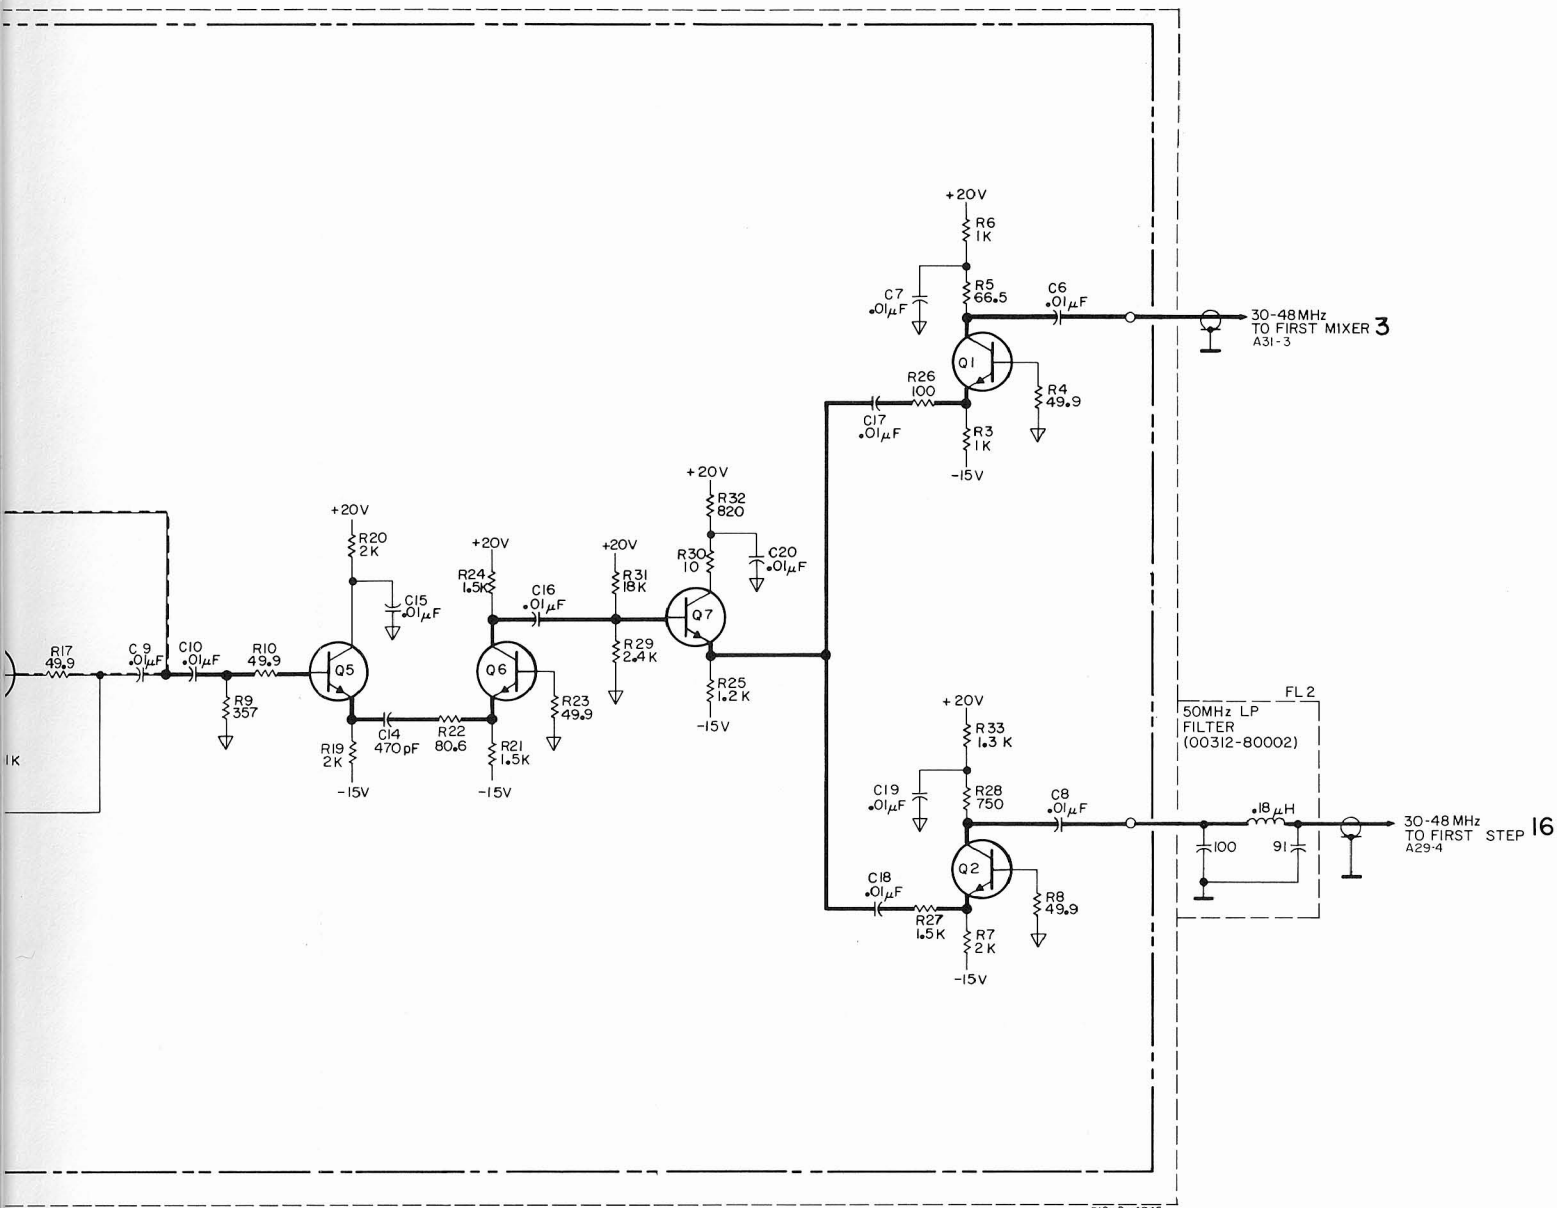 +20V
R6
1K
C7
.01µF
R5
66.5
C6
.01µF
30-48MHz
TO FIRST MIXER 3
A31-3
Q1
R26
100
R4
49.9
C17
.01µF
R3
1K
-15V
+20V
R32
820
+20V
R20
2K
+20V
+20V
R30
10
C20
.01µF
R24
1.5K
C16
.01µF
R31
18K
C15
.01µF
Q7
R17
49.9
C9
.01µF
C10
.01µF
R10
49.9
Q5
Q6
R29
2.4K
R9
357
R23
49.9
R25
1.2K
-15V
R19
2K
C14
470pF
R22
80.6
R21
1.5K
1K
-15V
-15V
+20V
R33
1.3K
FL2
50MHz LP
FILTER
(00312-80002)
C19
.01µF
R28
750
C8
.01µF
.18µH
100
91
30-48MHz
TO FIRST STEP 16
A29-4
Q2
C18
.01µF
R8
49.9
R27
1.5K
R7
2K
-15V